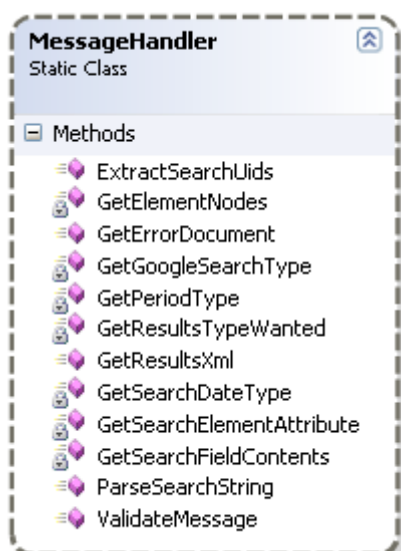 MessageHandler
Static Class
Methods
ExtractSearchUids
GetElementNodes
GetErrorDocument
GetGoogleSearchType
GetPeriodType
GetResultsTypeWanted
GetResultsXml
GetSearchDateType
GetSearchElementAttribute
GetSearchFieldContents
ParseSearchString
ValidateMessage